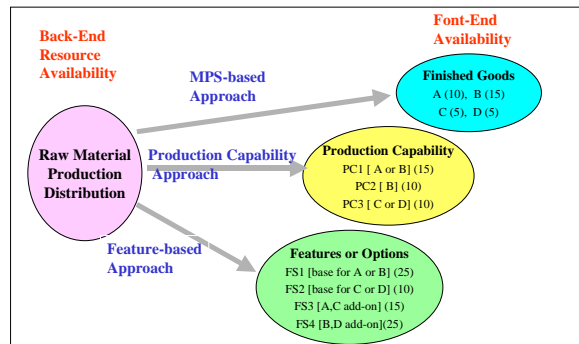 Back-End
Resource
Availability
Font-End
Availability
MPS-based
Approach
Finished Goods
A (10), B (15)
C (5), D (5)
Raw Material
Production
Distribution
Production Capability
Approach
Production Capability
PC1 [ A or B] (15)
PC2 [ B] (10)
PC3 [ C or D] (10)
Feature-based
Approach
Features or Options
FS1 [base for A or B] (25)
FS2 [base for C or D] (10)
FS3 [A,C add-on] (15)
FS4 [B,D add-on](25)